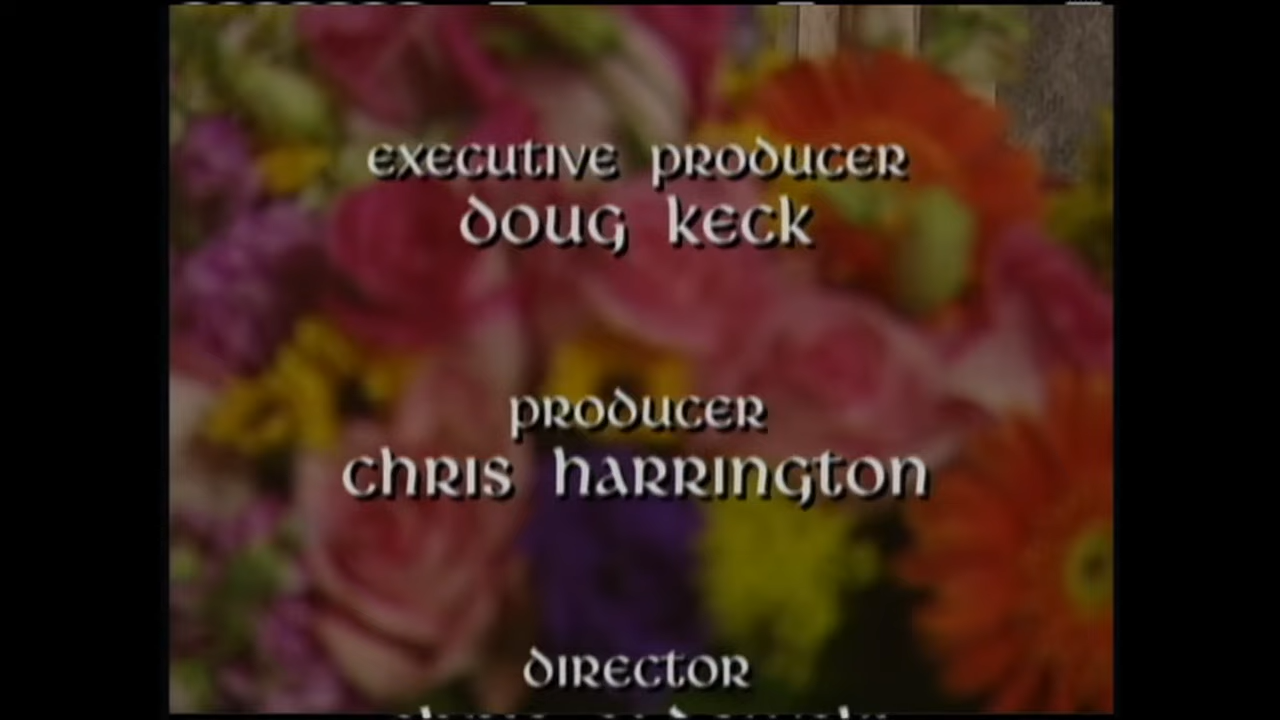 executive producer
doug keck
producer
chris harrington
director